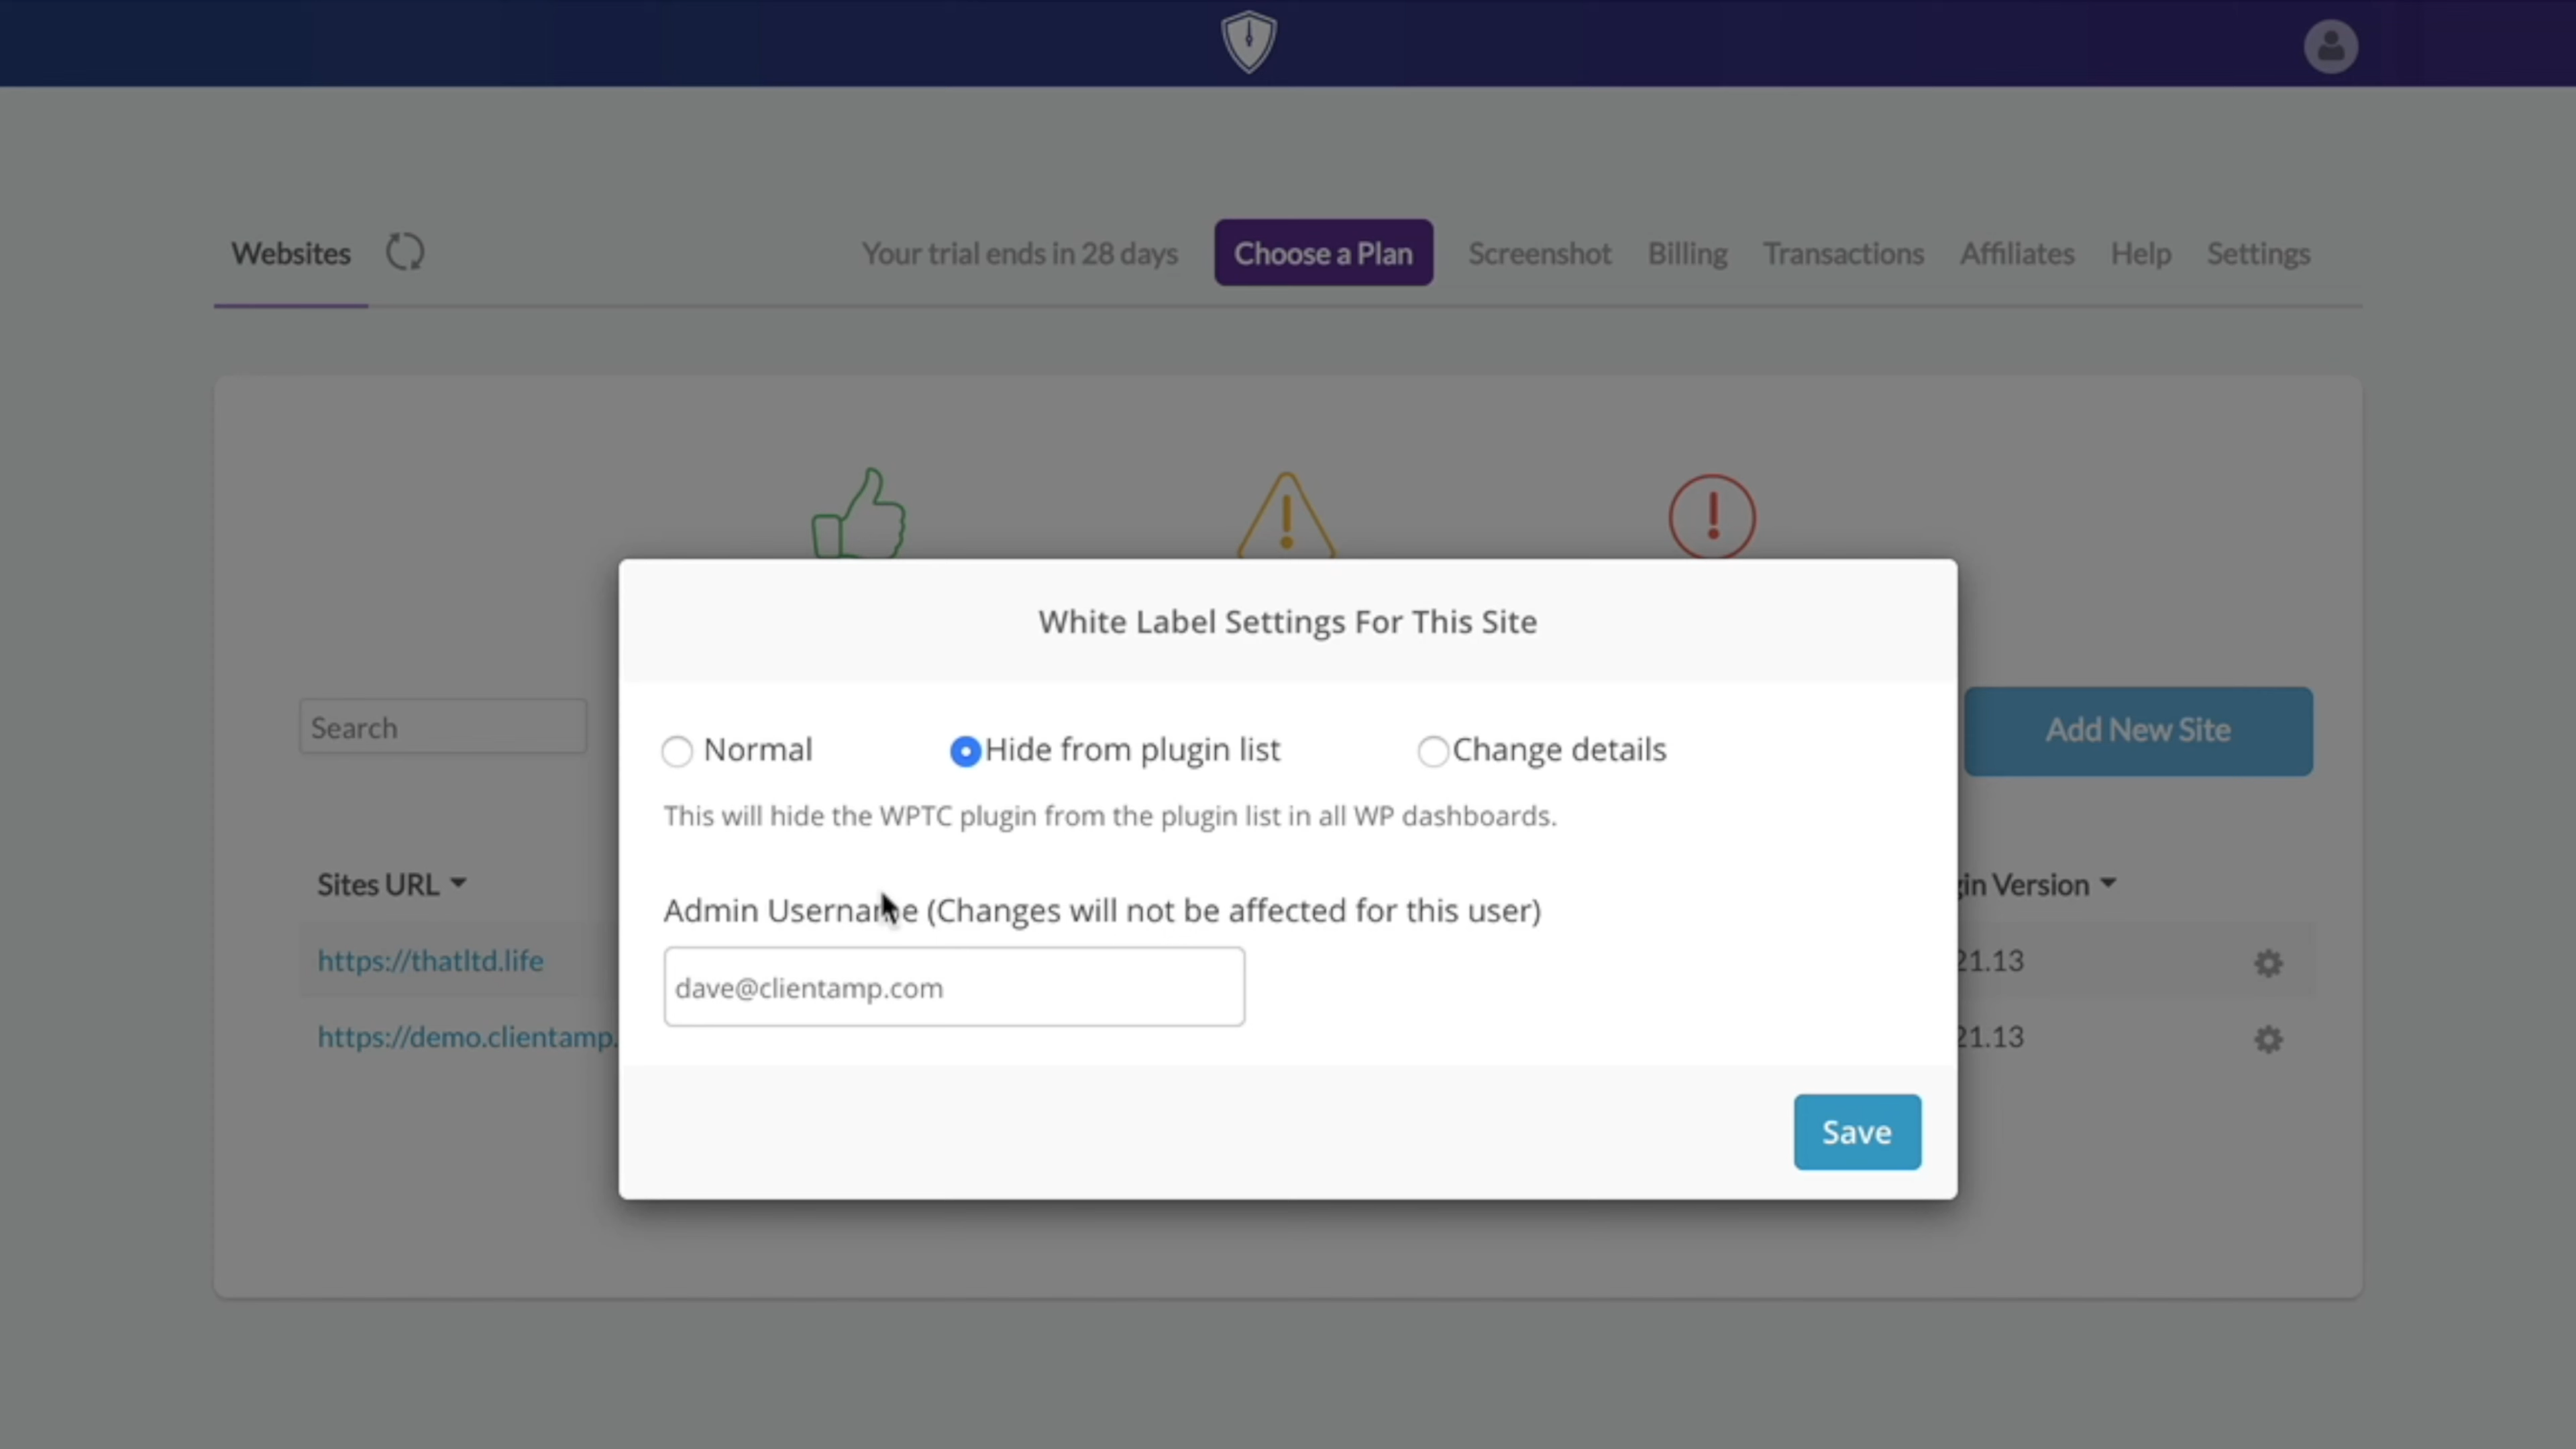 Websites
Your trial ends in 28 days
Choose a Plan
Screenshot
Billing
Transactions
Affiliates
Help
Settings
White Label Settings For This Site
Search
Normal
Hide from plugin list
Change details
Add New Site
This will hide the WPTC plugin from the plugin list in all WP dashboards.
Sites URL
gin Version
Admin Username (Changes will not be affected for this user)
https://thatltd.life
21.13
dave@clientamp.com
https://demo.clientamp.
21.13
Save